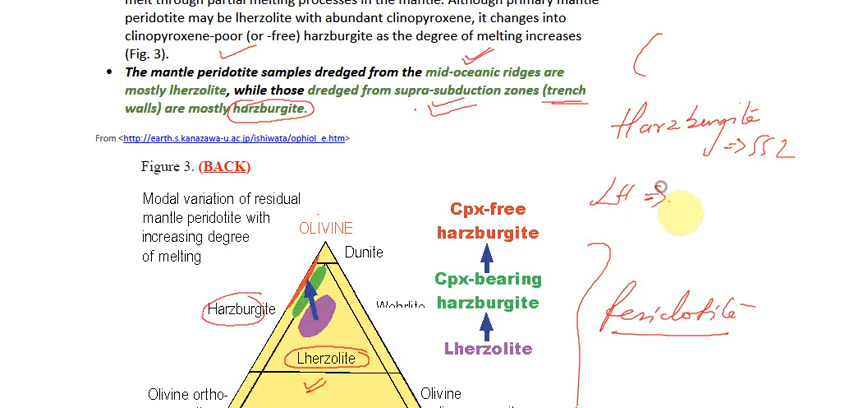 melt through partial melting processes in the mantle. Although primary mantle
peridotite may be lherzolite with abundant clinopyroxene, it changes into
clinopyroxene-poor (or -free) harzburgite as the degree of melting increases
(Fig. 3).
• The mantle peridotite samples dredged from the mid-oceanic ridges are
mostly lherzolite, while those dredged from supra-subduction zones (trench
walls) are mostly harzburgite.
From <http://earth.s.kanazawa-u.ac.jp/ishiwata/ophiol_e.htm>
Figure 3. (BACK)
Modal variation of residual
mantle peridotite with
increasing degree
of melting
OLIVINE
Dunite
Harzburgite
Wehrlite
Lherzolite
Olivine ortho-
Olivine
Cpx-free
harzburgite
Cpx-bearing
harzburgite
Lherzolite
Harzburgite
=> SSZ
LH =>
Peridotite